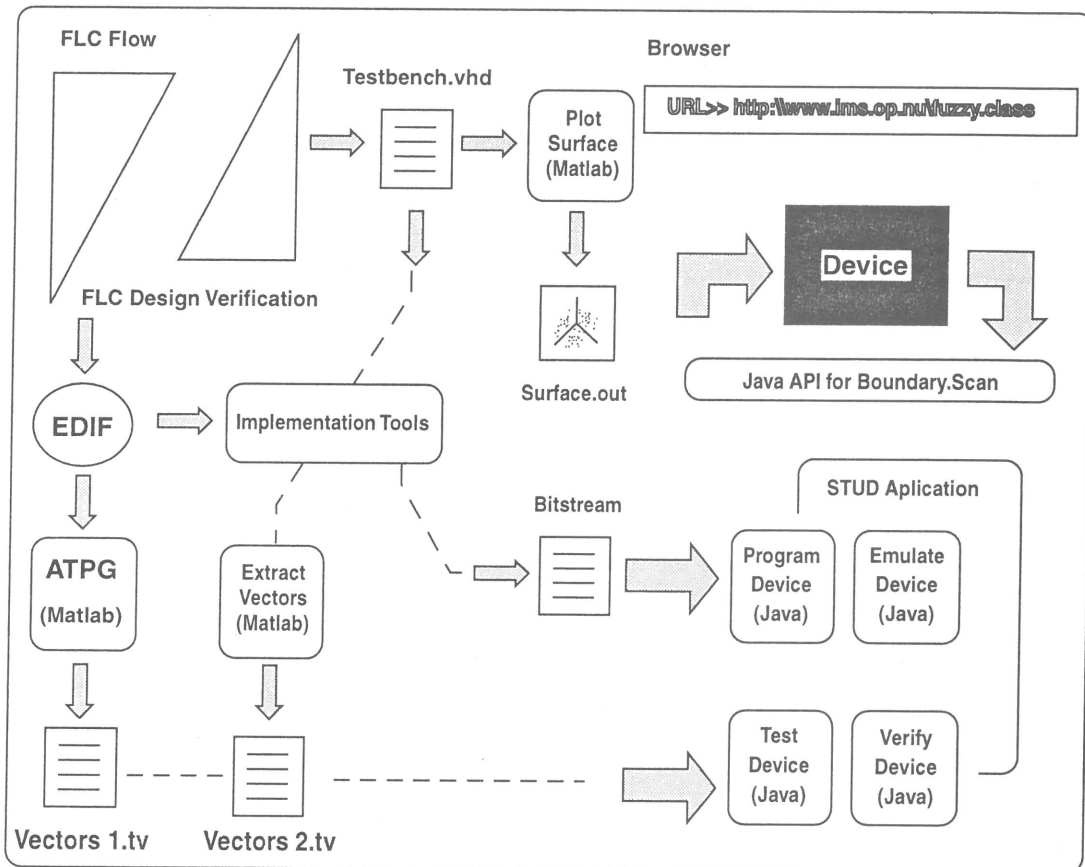 FLC Flow
Testbench.vhd
Browser
URL>> http:\\www.ims.op.nu\fuzzy.class
Plot
Surface
(Matlab)
Device
FLC Design Verification
Surface.out
Java API for Boundary.Scan
EDIF
Implementation Tools
Bitstream
STUD Aplication
ATPG
(Matlab)
Extract
Vectors
(Matlab)
Program
Device
(Java)
Emulate
Device
(Java)
Test
Device
(Java)
Verify
Device
(Java)
Vectors 1.tv
Vectors 2.tv